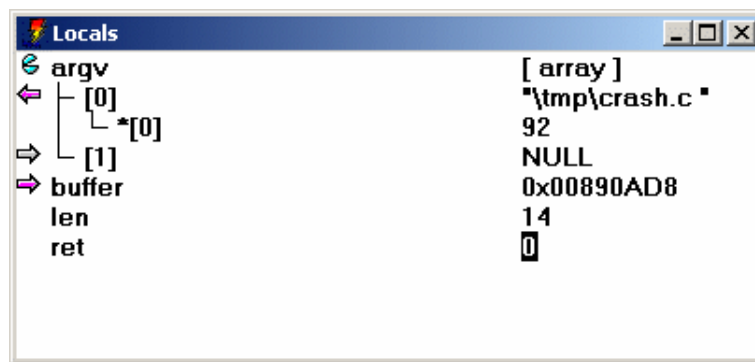 Locals
argv [ array ]
[0] "\tmp\crash.c "
*[0] 92
[1] NULL
buffer 0x00890AD8
len 14
ret 0